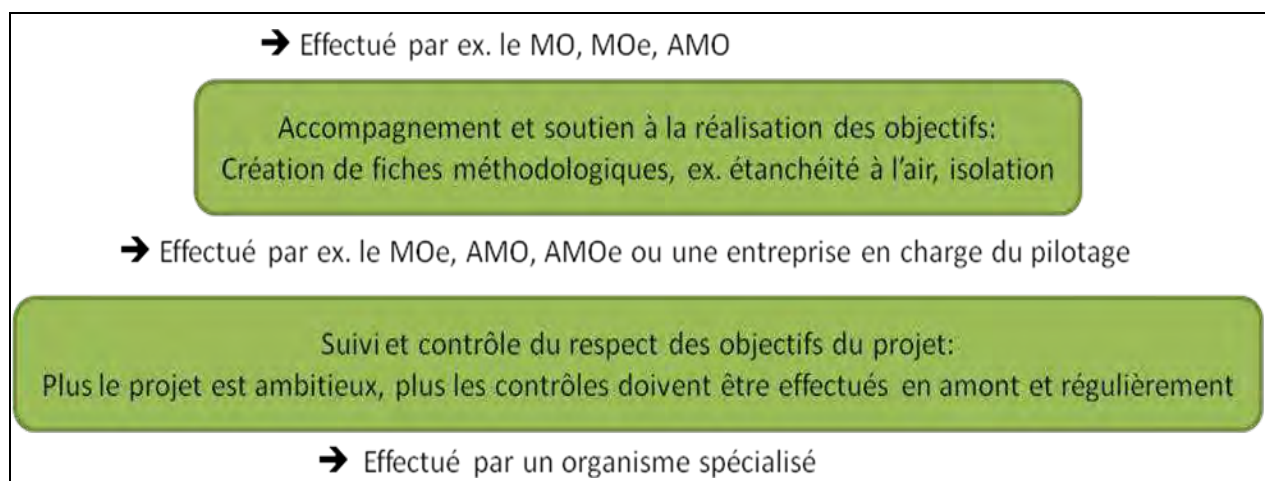 ➔ Effectué par ex. le MO, MOe, AMO
Accompagnement et soutien à la réalisation des objectifs:
Création de fiches méthodologiques, ex. étanchéité à l'air, isolation
➔ Effectué par ex. le MOe, AMO, AMOe ou une entreprise en charge du pilotage
Suivi et contrôle du respect des objectifs du projet:
Plus le projet est ambitieux, plus les contrôles doivent être effectués en amont et régulièrement
➔ Effectué par un organisme spécialisé